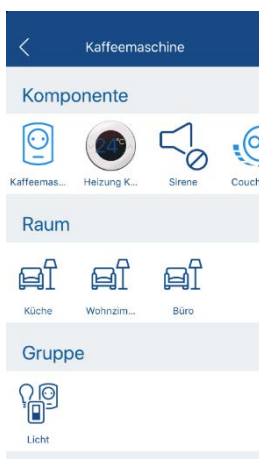 Kaffeemaschine
Komponente
24°C
Kaffeemas... Heizung K... Sirene Couch
Raum
Küche Wohnzim... Büro
Gruppe
Licht